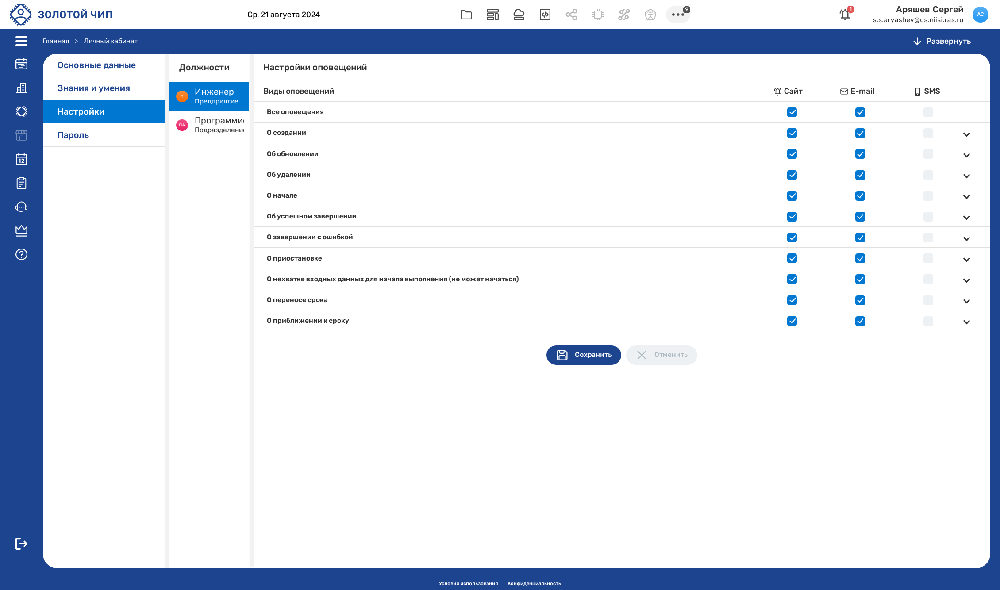 ЗОЛОТОЙ ЧИП
Ср, 21 августа 2024
9
1
Аряшев Сергей
s.s.aryashev@cs.niisi.ras.ru
АС
Главная > Личный кабинет
Развернуть
Основные данные
Знания и умения
Настройки
Пароль
12
Должности
П
Инженер
Предприятие
ПА
Программис
Подразделение
Настройки оповещений
Виды оповещений
Сайт
E-mail
SMS
Все оповещения
О создании
Об обновлении
Об удалении
О начале
Об успешном завершении
О завершении с ошибкой
О приостановке
О нехватке входных данных для начала выполнения (не может начаться)
О переносе срока
О приближении к сроку
Сохранить
Отменить
Условия использования
Конфиденциальность